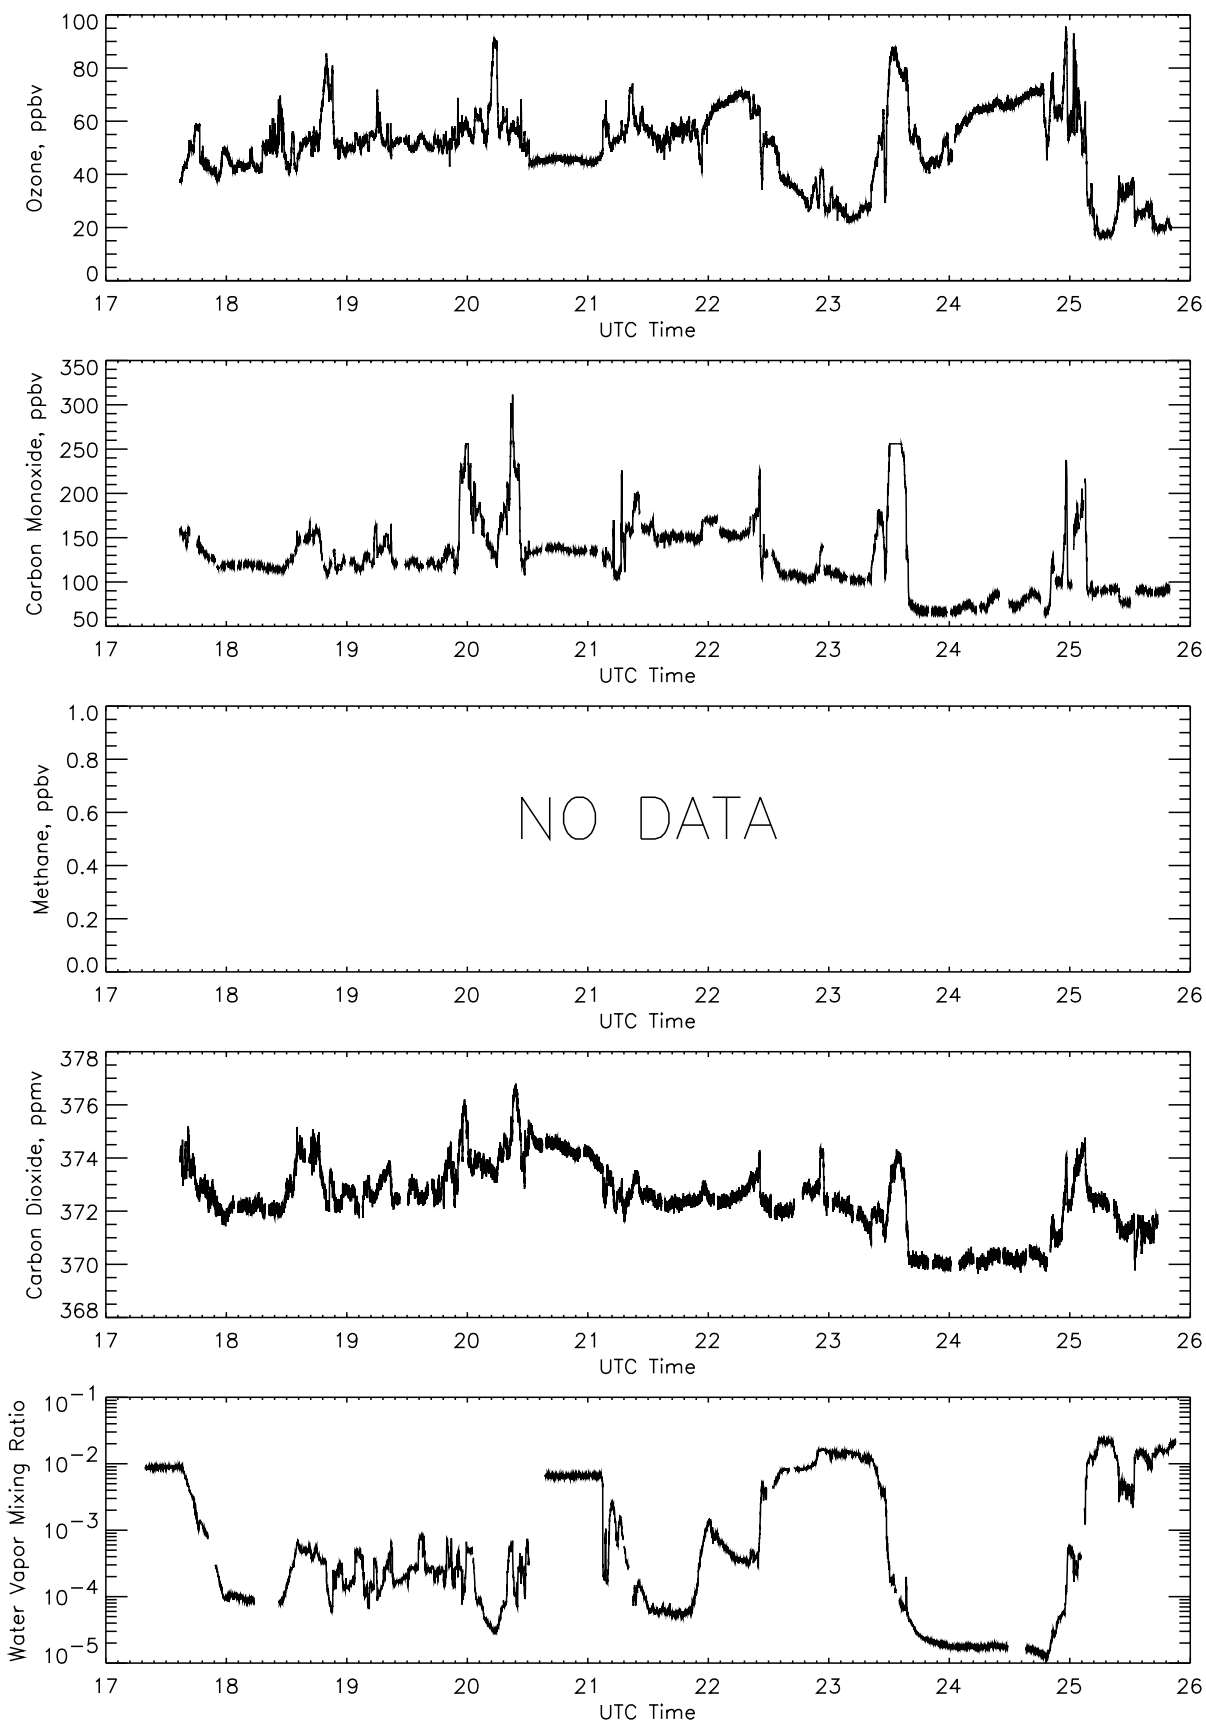 Ozone, ppbv
100
80
60
40
20
0
17 18 19 20 21 22 23 24 25 26
UTC Time
Carbon Monoxide, ppbv
350
300
250
200
150
100
50
17 18 19 20 21 22 23 24 25 26
UTC Time
Methane, ppbv
1.0
0.8
0.6
0.4
0.2
0.0
NO DATA
17 18 19 20 21 22 23 24 25 26
UTC Time
Carbon Dioxide, ppmv
378
376
374
372
370
368
17 18 19 20 21 22 23 24 25 26
UTC Time
Water Vapor Mixing Ratio
10⁻¹
10⁻²
10⁻³
10⁻⁴
10⁻⁵
17 18 19 20 21 22 23 24 25 26
UTC Time